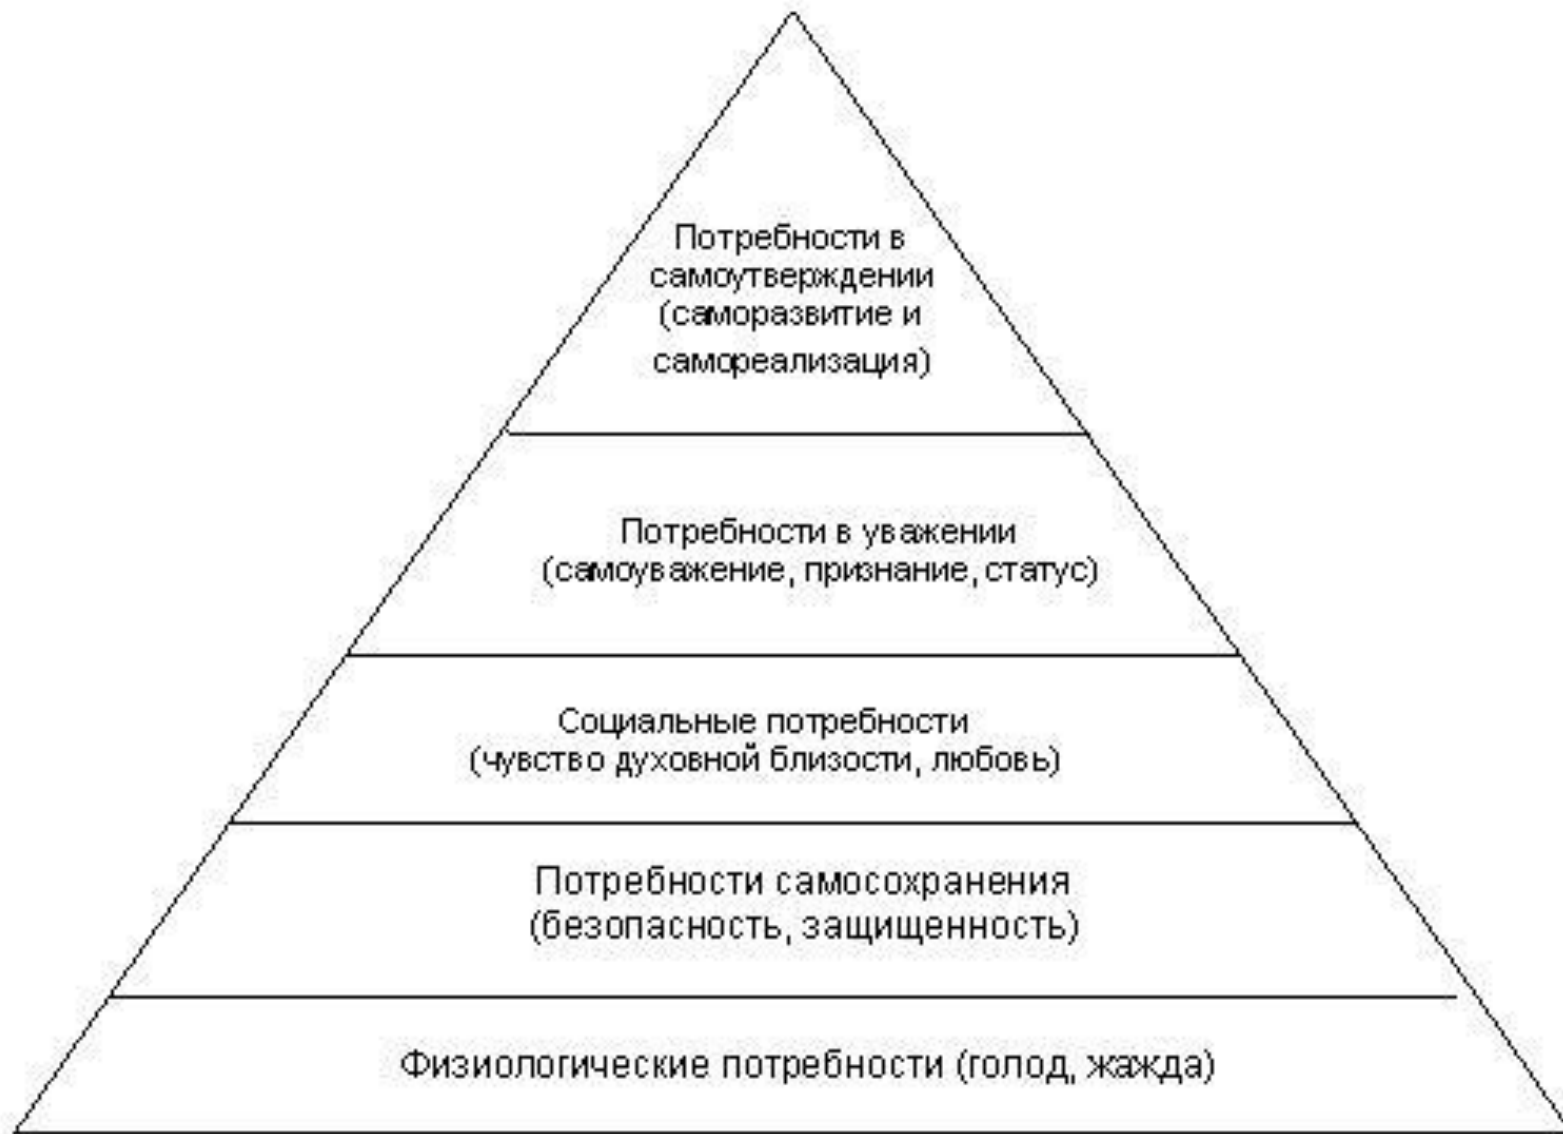 Потребности в
самоутверждении
(саморазвитие и
самореализация)
Потребности в уважении
(самоуважение, признание, статус)
Социальные потребности
(чувство духовной близости, любовь)
Потребности самосохранения
(безопасность, защищенность)
Физиологические потребности (голод, жажда)